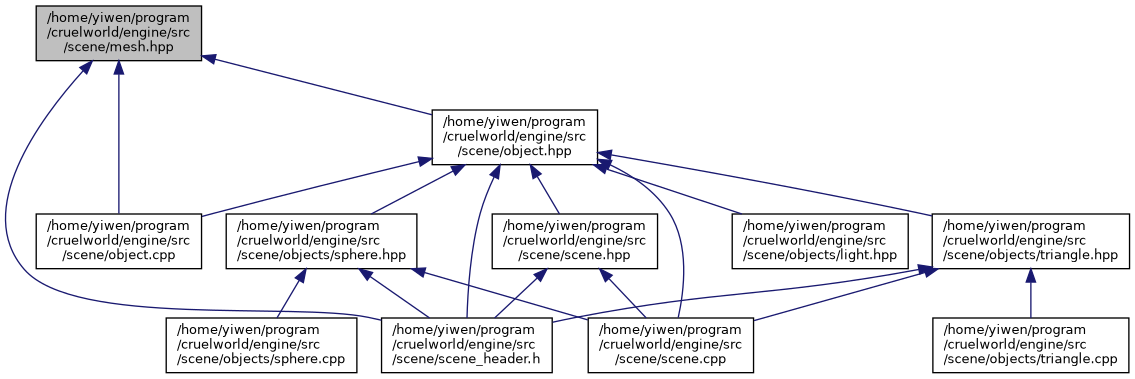 /home/yiwen/program
/cruelworld/engine/src
/scene/mesh.hpp
/home/yiwen/program
/cruelworld/engine/src
/scene/object.hpp
/home/yiwen/program
/cruelworld/engine/src
/scene/object.cpp
/home/yiwen/program
/cruelworld/engine/src
/scene/objects/sphere.hpp
/home/yiwen/program
/cruelworld/engine/src
/scene/scene.hpp
/home/yiwen/program
/cruelworld/engine/src
/scene/objects/light.hpp
/home/yiwen/program
/cruelworld/engine/src
/scene/objects/triangle.hpp
/home/yiwen/program
/cruelworld/engine/src
/scene/objects/sphere.cpp
/home/yiwen/program
/cruelworld/engine/src
/scene/scene_header.h
/home/yiwen/program
/cruelworld/engine/src
/scene/scene.cpp
/home/yiwen/program
/cruelworld/engine/src
/scene/objects/triangle.cpp